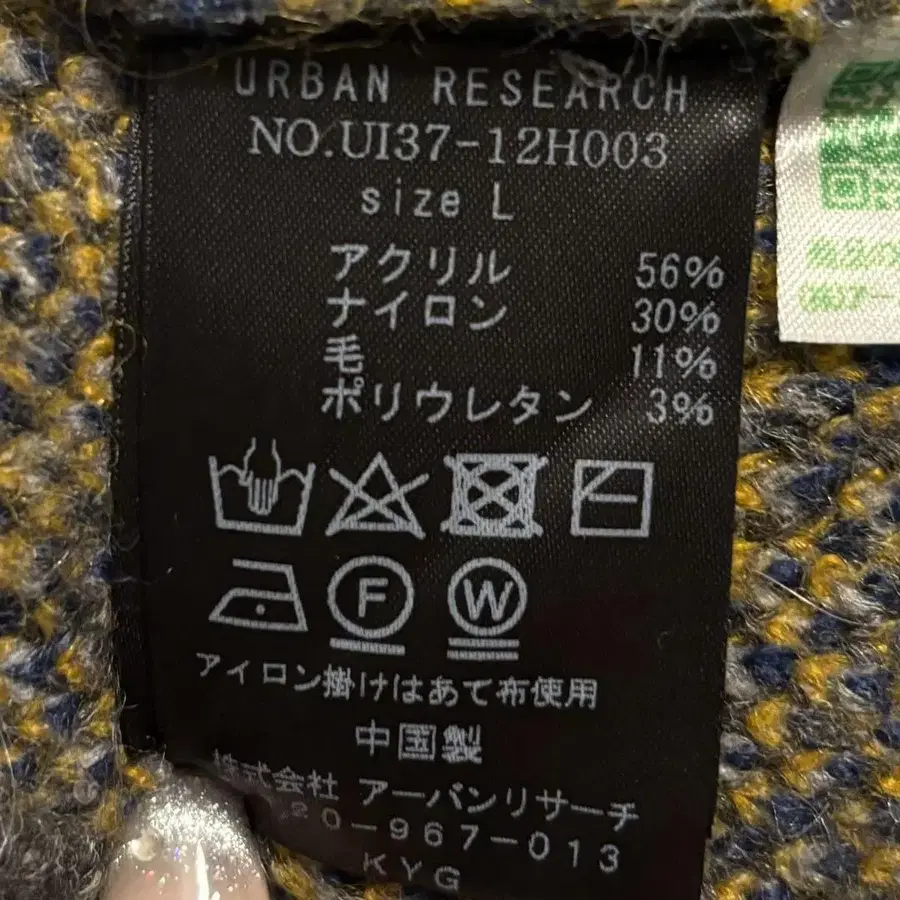 URBAN RESEARCH
NO.UI37-12H003
size L
アクリル 56%
ナイロン 30%
毛 11%
ポリウレタン 3%
F W
アイロン掛けはあて布使用
中国製
株式会社 アーバンリサーチ
20-967-013
KYG